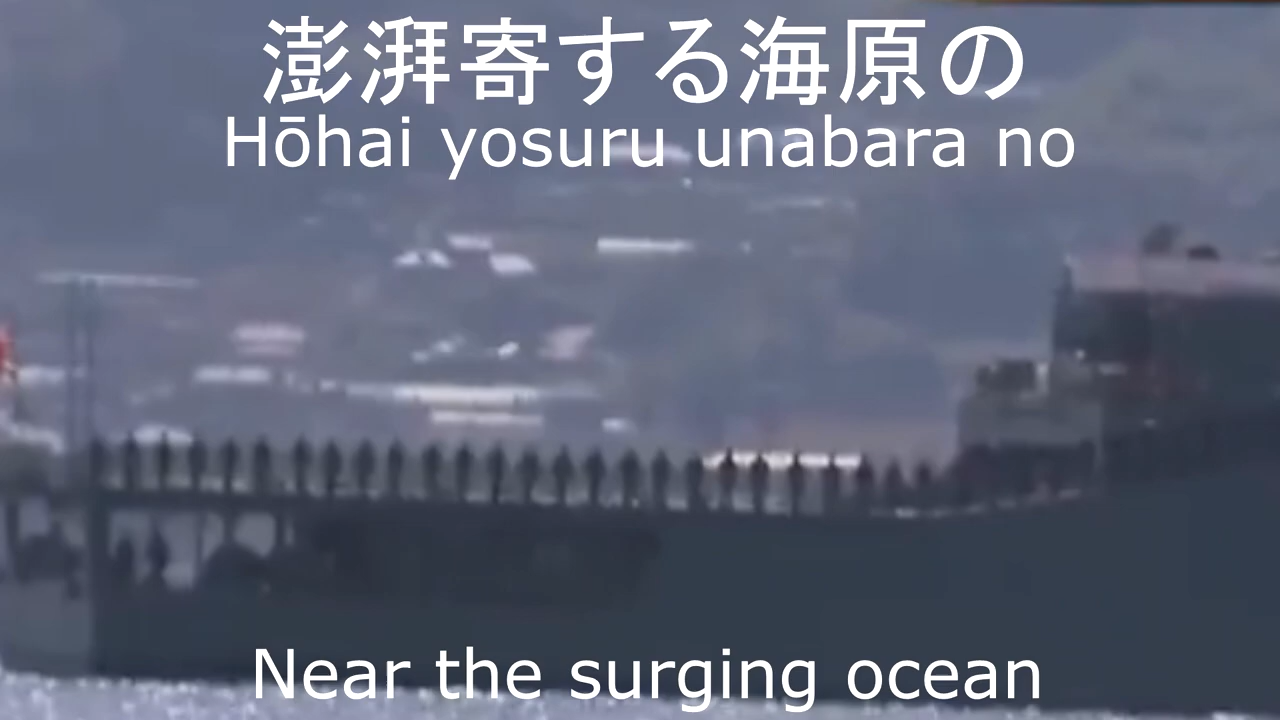 澎湃寄する海原の
Hōhai yosuru unabara no
Near the surging ocean